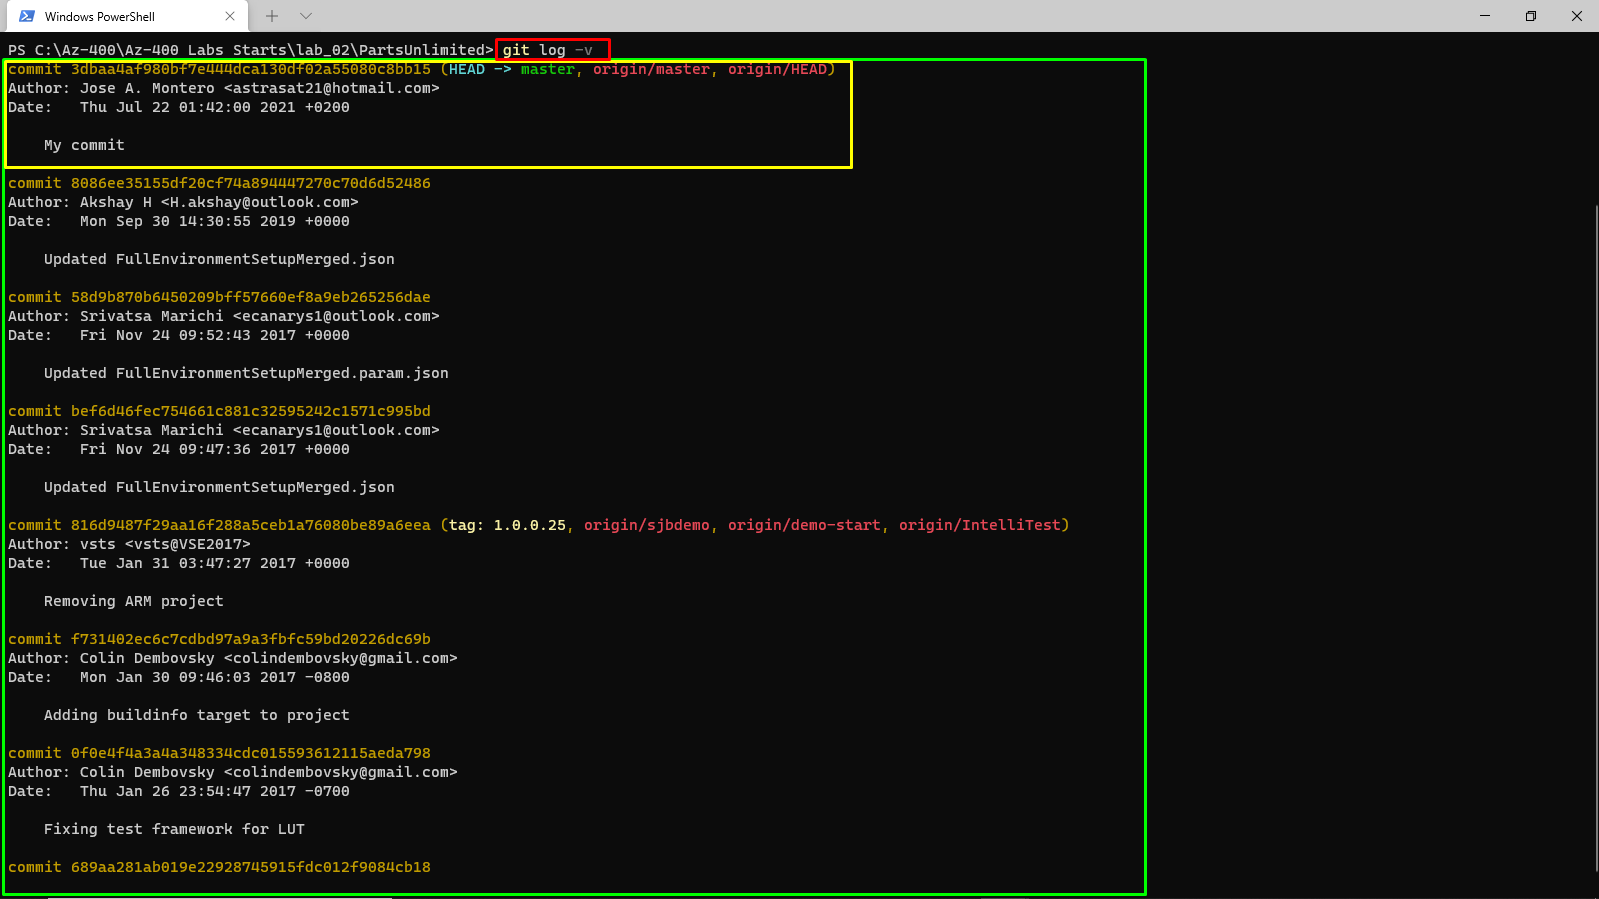 Windows PowerShell
PS C:\Az-400\Az-400 Labs Starts\lab_02\PartsUnlimited> git log -v
commit 3dbaa4af980bf7e444dca130df02a55080c8bb15 (HEAD -> master, origin/master, origin/HEAD)
Author: Jose A. Montero <astrasat21@hotmail.com>
Date:   Thu Jul 22 01:42:00 2021 +0200
My commit
commit 8086ee35155df20cf74a894447270c70d6d52486
Author: Akshay H <H.akshay@outlook.com>
Date:   Mon Sep 30 14:30:55 2019 +0000
Updated FullEnvironmentSetupMerged.json
commit 58d9b870b6450209bff57660ef8a9eb265256dae
Author: Srivatsa Marichi <ecanarys1@outlook.com>
Date:   Fri Nov 24 09:52:43 2017 +0000
Updated FullEnvironmentSetupMerged.param.json
commit bef6d46fec754661c881c32595242c1571c995bd
Author: Srivatsa Marichi <ecanarys1@outlook.com>
Date:   Fri Nov 24 09:47:36 2017 +0000
Updated FullEnvironmentSetupMerged.json
commit 816d9487f29aa16f288a5ceb1a76080be89a6eea (tag: 1.0.0.25, origin/sjbdemo, origin/demo-start, origin/IntelliTest)
Author: vsts <vsts@VSE2017>
Date:   Tue Jan 31 03:47:27 2017 +0000
Removing ARM project
commit f731402ec6c7cdbd97a9a3fbfc59bd20226dc69b
Author: Colin Dembovsky <colindembovsky@gmail.com>
Date:   Mon Jan 30 09:46:03 2017 -0800
Adding buildinfo target to project
commit 0f0e4f4a3a4a348334cdc015593612115aeda798
Author: Colin Dembovsky <colindembovsky@gmail.com>
Date:   Thu Jan 26 23:54:47 2017 -0700
Fixing test framework for LUT
commit 689aa281ab019e22928745915fdc012f9084cb18